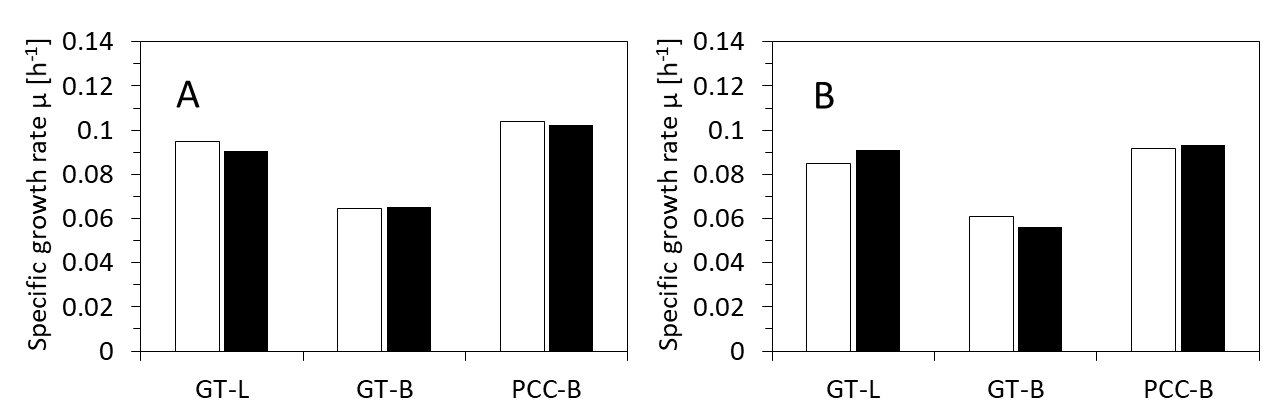 Specific growth rate µ [h-1]
0.14
0.12
0.1
0.08
0.06
0.04
0.02
0
A
GT-L GT-B PCC-B
Specific growth rate µ [h-1]
0.14
0.12
0.1
0.08
0.06
0.04
0.02
0
B
GT-L GT-B PCC-B